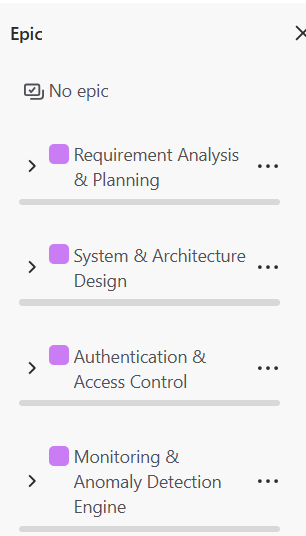 Epic
No epic
Requirement Analysis
& Planning
System & Architecture
Design
Authentication &
Access Control
Monitoring &
Anomaly Detection
Engine